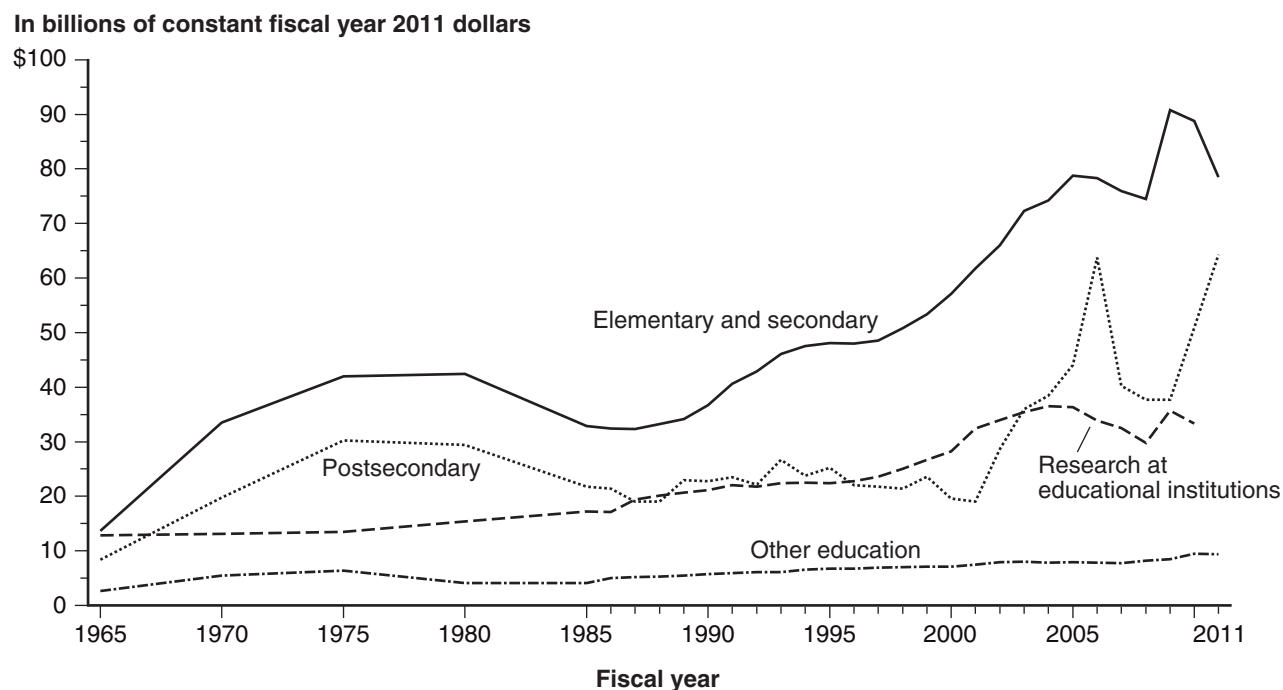 In billions of constant fiscal year 2011 dollars
$100
90
80
70
60
50
40
30
20
10
0
Elementary and secondary
Postsecondary
Research at
educational institutions
Other education
1965 1970 1975 1980 1985 1990 1995 2000 2005 2011
Fiscal year